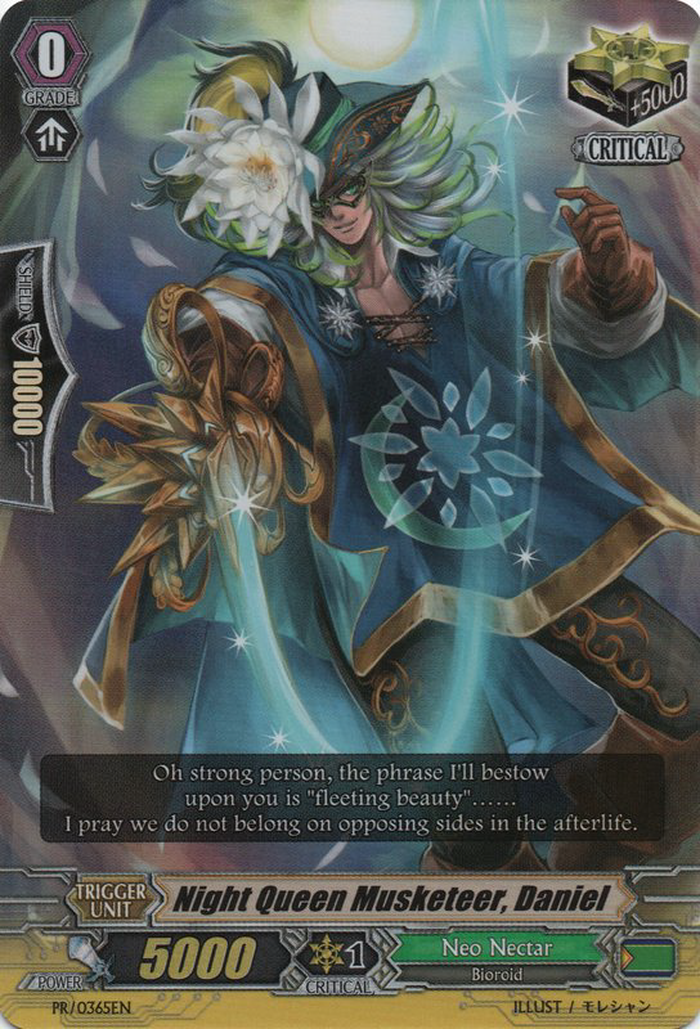 0
GRADE
+5000
CRITICAL
SHIELD
10000
Oh strong person, the phrase I'll bestow
upon you is "fleeting beauty"......
I pray we do not belong on opposing sides in the afterlife.
TRIGGER
UNIT
Night Queen Musketeer, Daniel
POWER
5000
1
CRITICAL
Neo Nectar
Bioroid
PR/0365EN
ILLUST / モレシャン